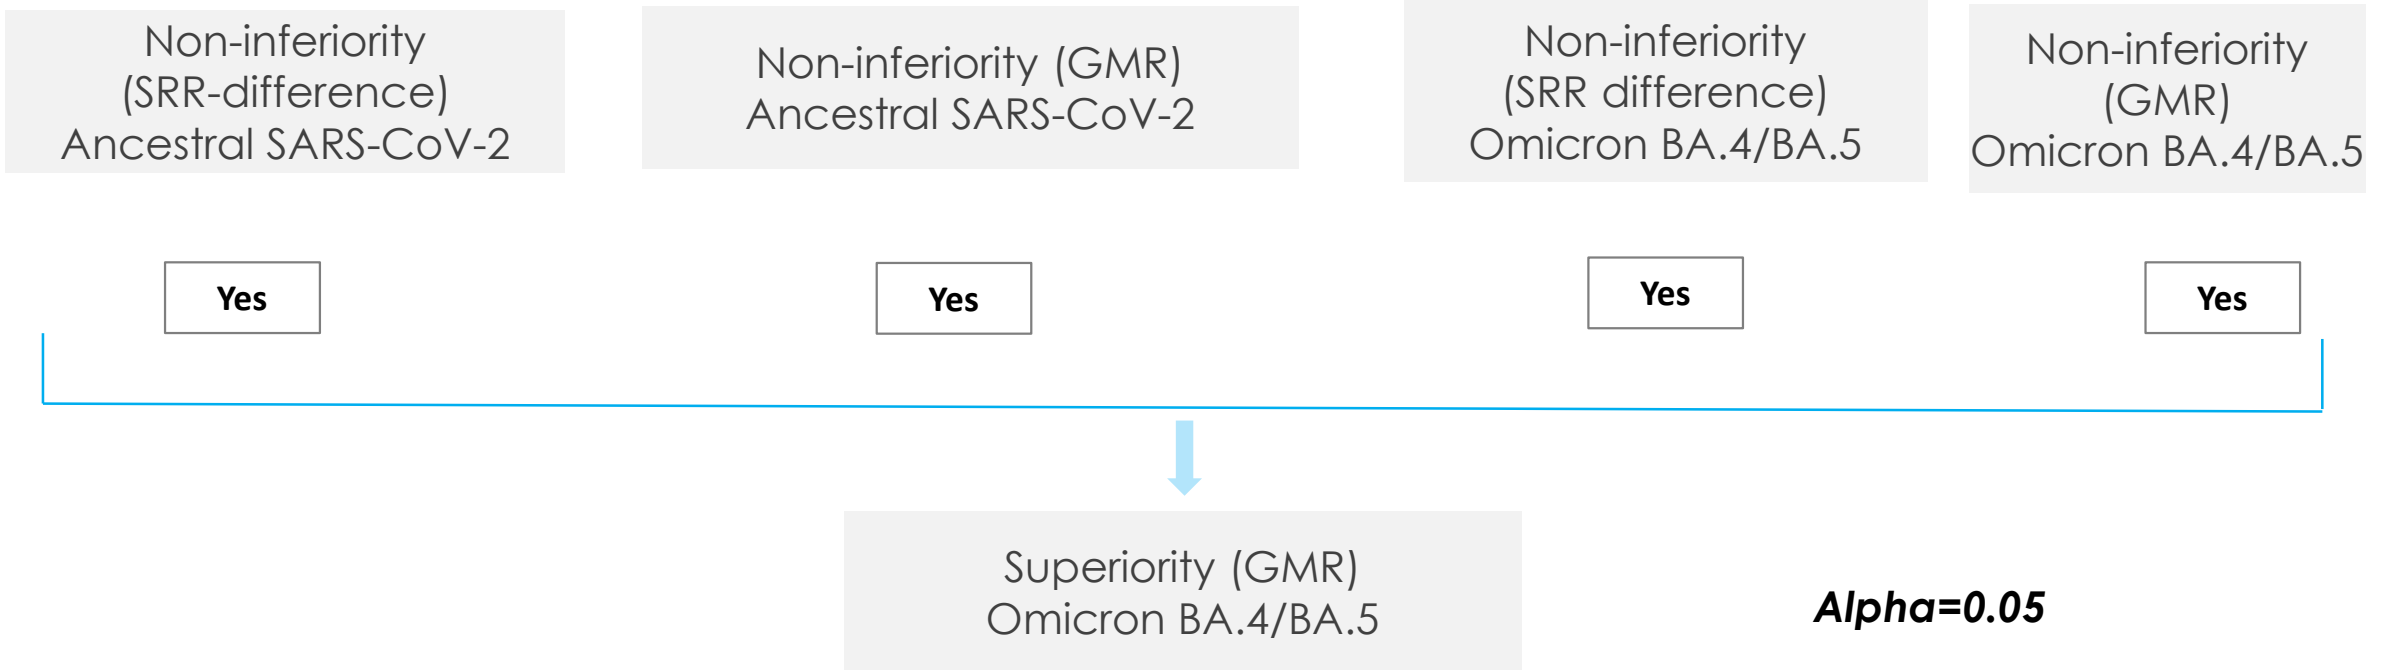 Non-inferiority
(SRR-difference)
Ancestral SARS-CoV-2
Non-inferiority (GMR)
Ancestral SARS-CoV-2
Non-inferiority
(SRR difference)
Omicron BA.4/BA.5
Non-inferiority
(GMR)
Omicron BA.4/BA.5
Yes
Yes
Yes
Yes
Superiority (GMR)
Omicron BA.4/BA.5
Alpha=0.05